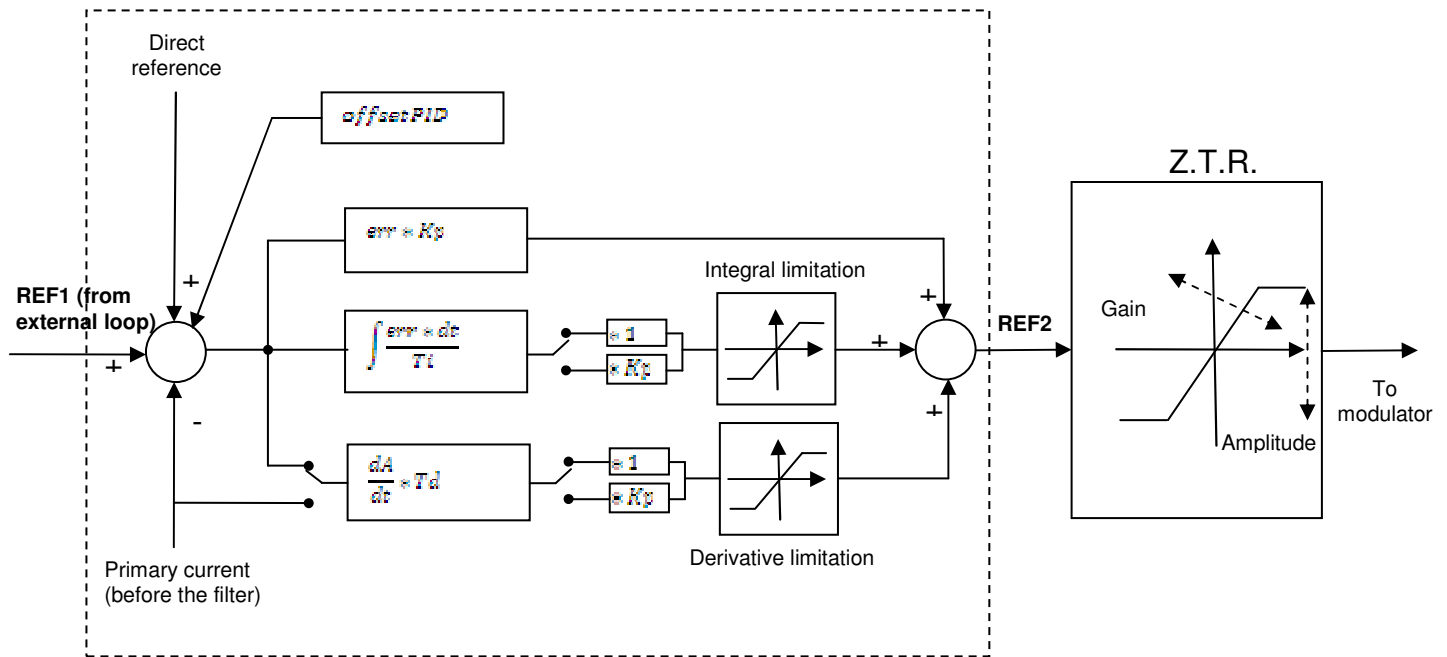 Direct
reference
offsetPID
Z.T.R.
err * Kp
Integral limitation
+
+
REF1 (from
external loop)
Gain
∫ err * dt / Ti
* 1
* Kp
+
REF2
+
-
+
To
modulator
Amplitude
dA / dt * Td
* 1
* Kp
Derivative limitation
Primary current
(before the filter)